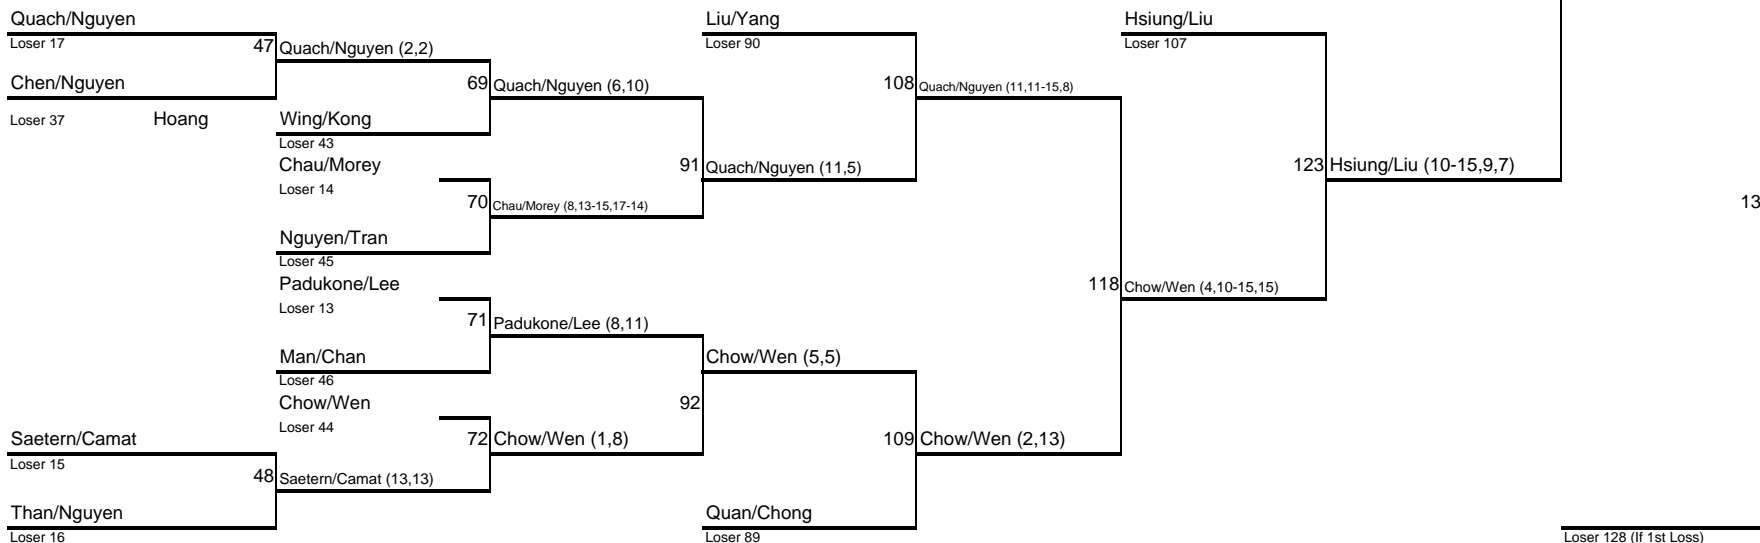 Quach/Nguyen
Liu/Yang
Hsiung/Liu
Loser 17
47
Quach/Nguyen (2,2)
Loser 90
Loser 107
Chen/Nguyen
69
Quach/Nguyen (6,10)
108
Quach/Nguyen (11,11-15,8)
Loser 37
Hoang
Wing/Kong
Loser 43
Chau/Morey
91
Quach/Nguyen (11,5)
123
Hsiung/Liu (10-15,9,7)
Loser 14
70
Chau/Morey (8,13-15,17-14)
13
Nguyen/Tran
Loser 45
Padukone/Lee
118
Chow/Wen (4,10-15,15)
Loser 13
71
Padukone/Lee (8,11)
Man/Chan
Chow/Wen (5,5)
Loser 46
Chow/Wen
92
Loser 44
Saetern/Camat
72
Chow/Wen (1,8)
109
Chow/Wen (2,13)
Loser 15
48
Saetern/Camat (13,13)
Than/Nguyen
Quan/Chong
Loser 16
Loser 89
Loser 128 (If 1st Loss)